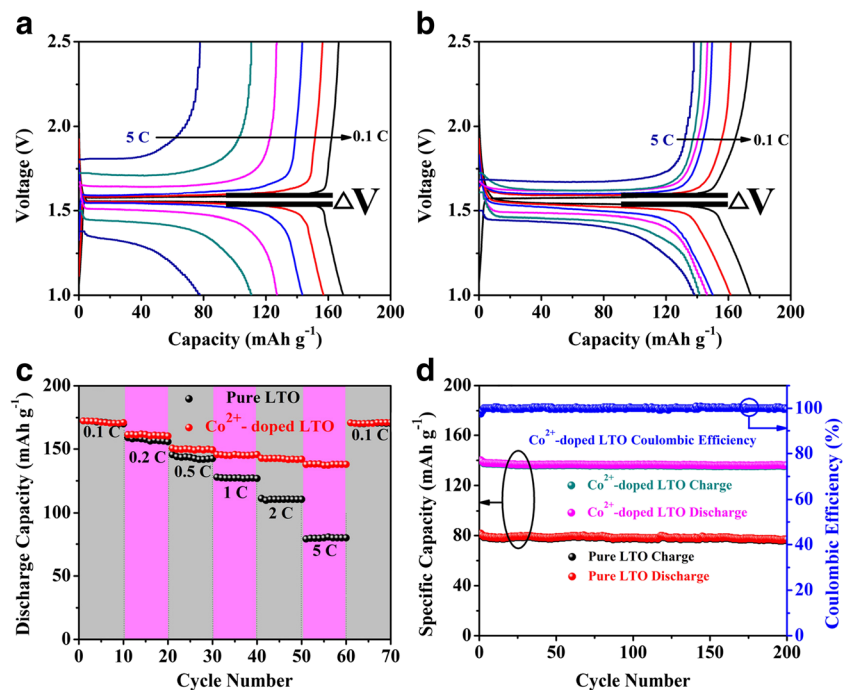 a
2.5
2.0
1.5
1.0
Voltage (V)
5 C
0.1 C
ΔV
0 40 80 120 160 200
Capacity (mAh g⁻¹)
b
2.5
2.0
1.5
1.0
Voltage (V)
5 C
0.1 C
ΔV
0 40 80 120 160 200
Capacity (mAh g⁻¹)
c
200
150
100
50
0
Discharge Capacity (mAh g⁻¹)
Pure LTO
Co²⁺- doped LTO
0.1 C
0.2 C
0.5 C
1 C
2 C
5 C
0.1 C
0 10 20 30 40 50 60 70
Cycle Number
d
200
160
120
80
40
0
Specific Capacity (mAh g⁻¹)
Co²⁺-doped LTO Coulombic Efficiency
Co²⁺-doped LTO Charge
Co²⁺-doped LTO Discharge
Pure LTO Charge
Pure LTO Discharge
100
80
60
40
20
0
Coulombic Efficiency (%)
0 50 100 150 200
Cycle Number